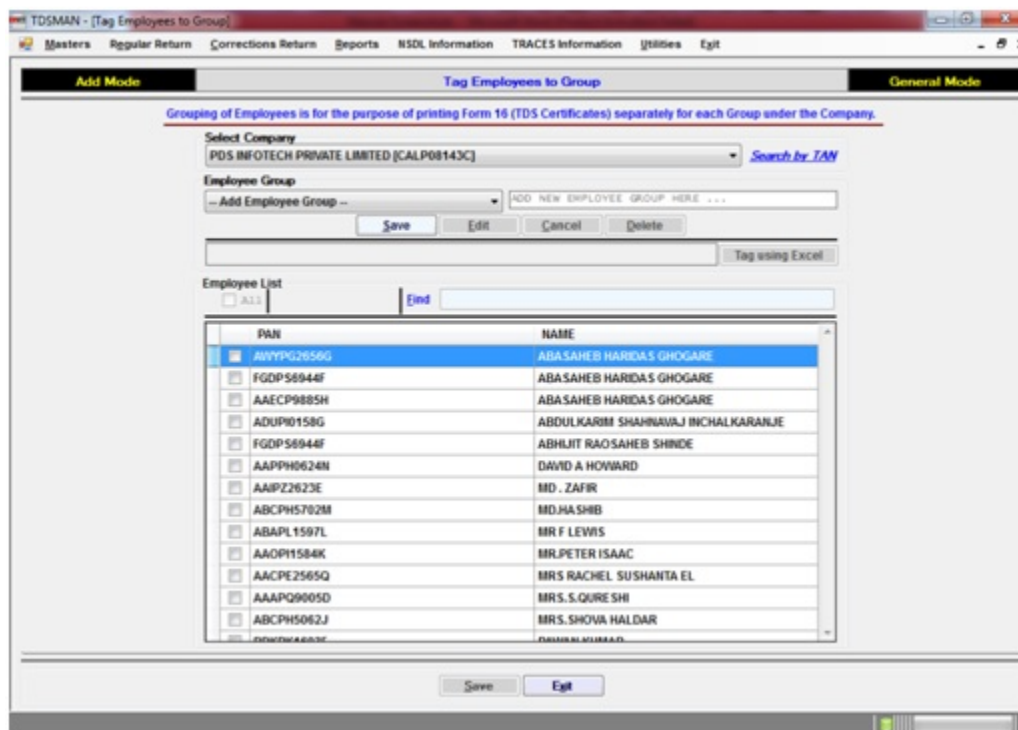 TDSMAN - [Tag Employees to Group]
Masters Regular Return Corrections Return Reports NSDL Information TRACES Information Utilities Exit
Add Mode Tag Employees to Group General Mode
Grouping of Employees is for the purpose of printing Form 16 (TDS Certificates) separately for each Group under the Company.
Select Company
PDS INFOTECH PRIVATE LIMITED [CALP08143C] Search by TAN
Employee Group
-- Add Employee Group -- ADD NEW EMPLOYEE GROUP HERE ...
Save Edit Cancel Delete
Tag using Excel
Employee List
All Find
PAN NAME
AWYPG2656G ABASAHEB HARIDAS GHOGARE
FGDPS6944F ABASAHEB HARIDAS GHOGARE
AAECP9885H ABASAHEB HARIDAS GHOGARE
ADUPI0158G ABDULKARIM SHAHNAVAJ INCHALKARANJE
FGDPS6944F ABHIJIT RAOSAHEB SHINDE
AAPPH0624N DAVID A HOWARD
AAIPZ2623E MD . ZAFIR
ABCPH5702M MD.HASHIB
ABAPL1597L MR F LEWIS
AAOPI1584K MR.PETER ISAAC
AACPE2565Q MRS RACHEL SUSHANTA EL
AAAPQ9005D MRS.S.QURESHI
ABCPH5062J MRS.SHOVA HALDAR
PAWAN KUMAR
Save Exit